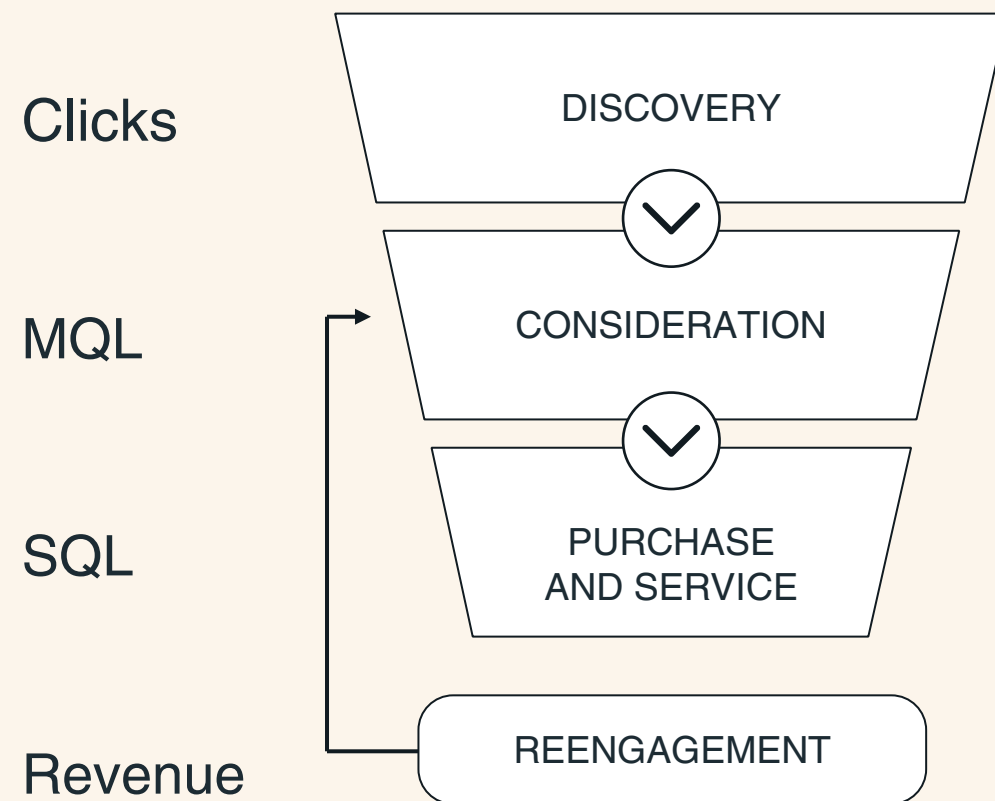 Clicks
DISCOVERY
MQL
CONSIDERATION
SQL
PURCHASE
AND SERVICE
Revenue
REENGAGEMENT